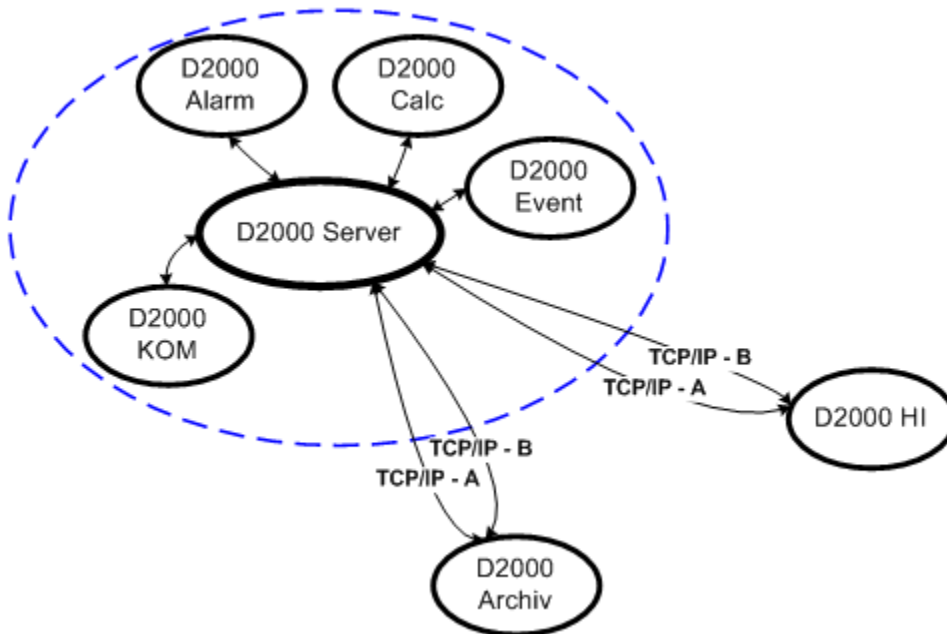 D2000
Alarm
D2000
Calc
D2000
Event
D2000 Server
D2000
KOM
TCP/IP - B
TCP/IP - A
D2000 HI
TCP/IP - B
TCP/IP - A
D2000
Archiv